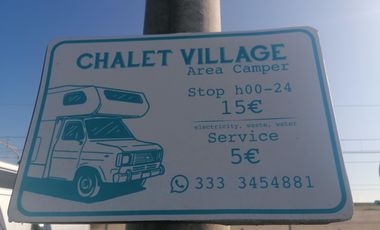 CHALET VILLAGE
Area Camper
Stop h00-24
15€
electricity, waste, water
Service
5€
333 3454881